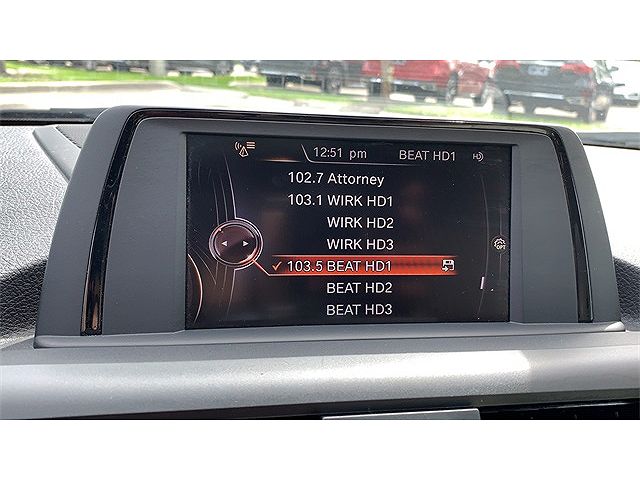 12:51 pm BEAT HD1 HD
102.7 Attorney
103.1 WIRK HD1
WIRK HD2
WIRK HD3
103.5 BEAT HD1
OPT
BEAT HD2
BEAT HD3